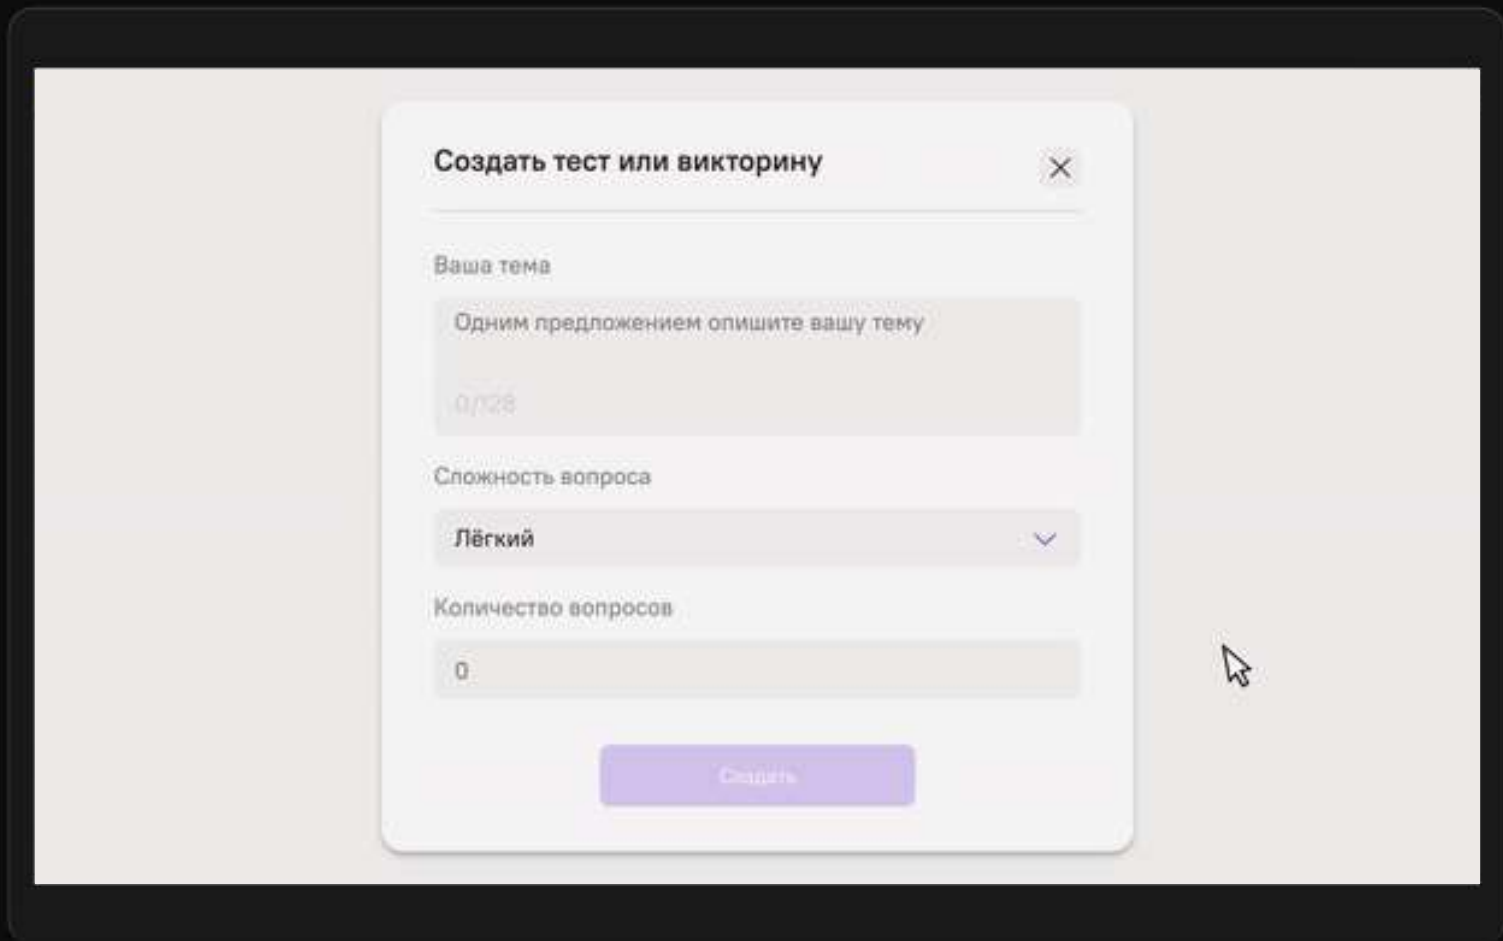 Создать тест или викторину
Ваша тема
Одним предложением опишите вашу тему
0/128
Сложность вопроса
Лёгкий
Количество вопросов
0
Создать